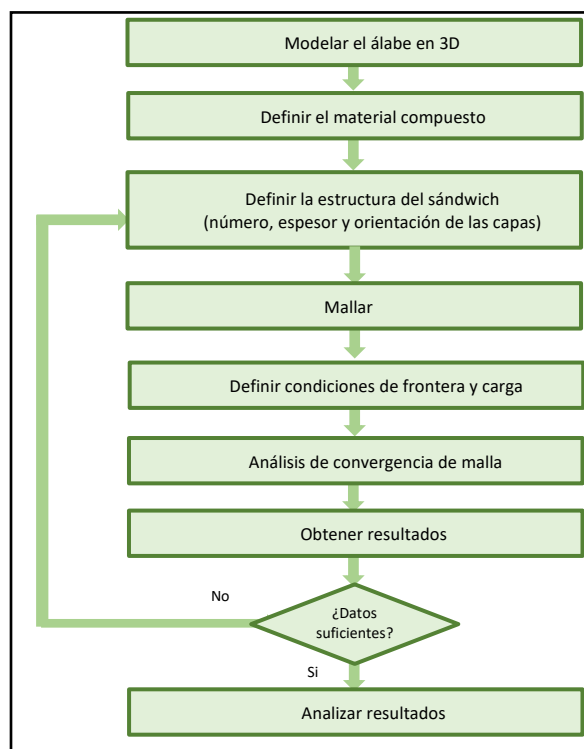 Modelar el álabe en 3D
Definir el material compuesto
Definir la estructura del sándwich
(número, espesor y orientación de las capas)
Mallar
Definir condiciones de frontera y carga
Análisis de convergencia de malla
Obtener resultados
No
¿Datos
suficientes?
Si
Analizar resultados